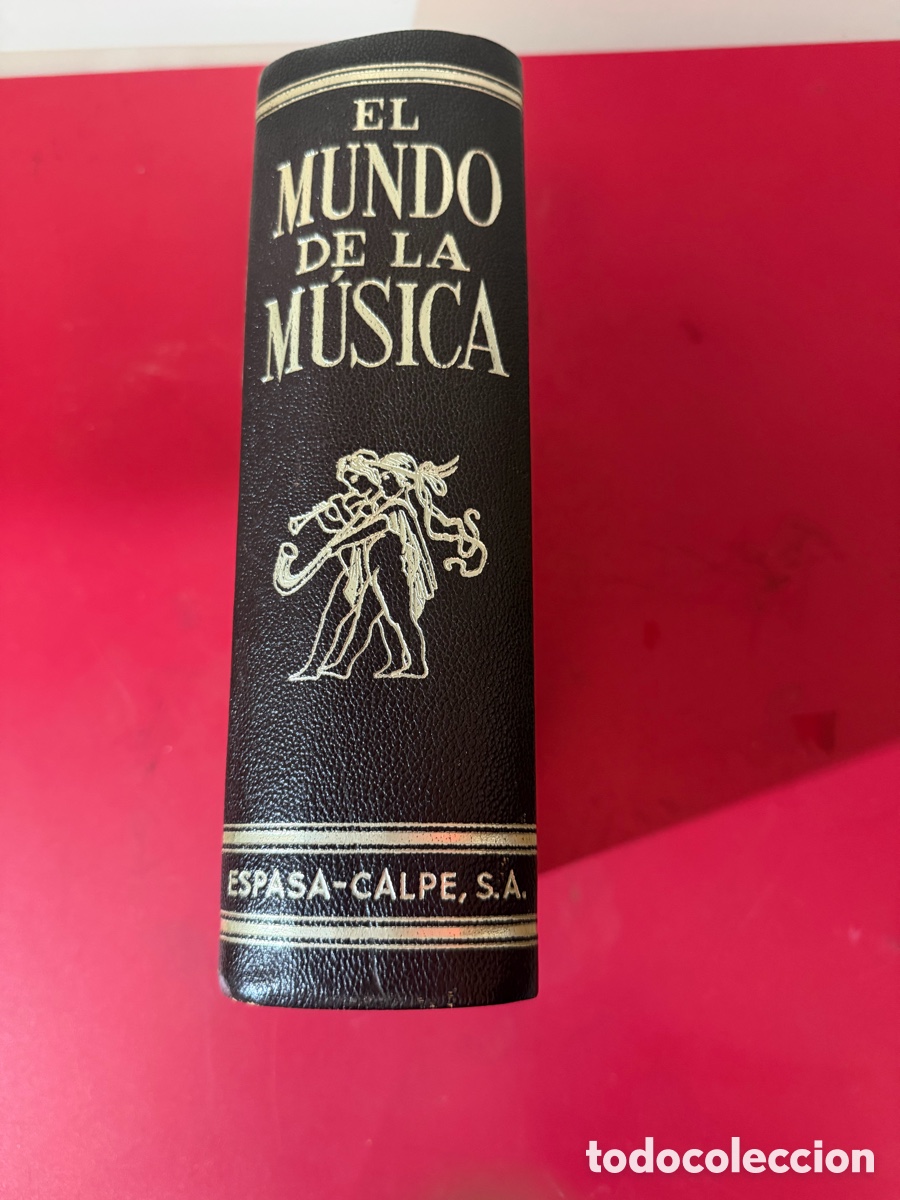 EL
MUNDO
DE LA
MÚSICA
ESPASA-CALPE, S.A.
todocoleccion